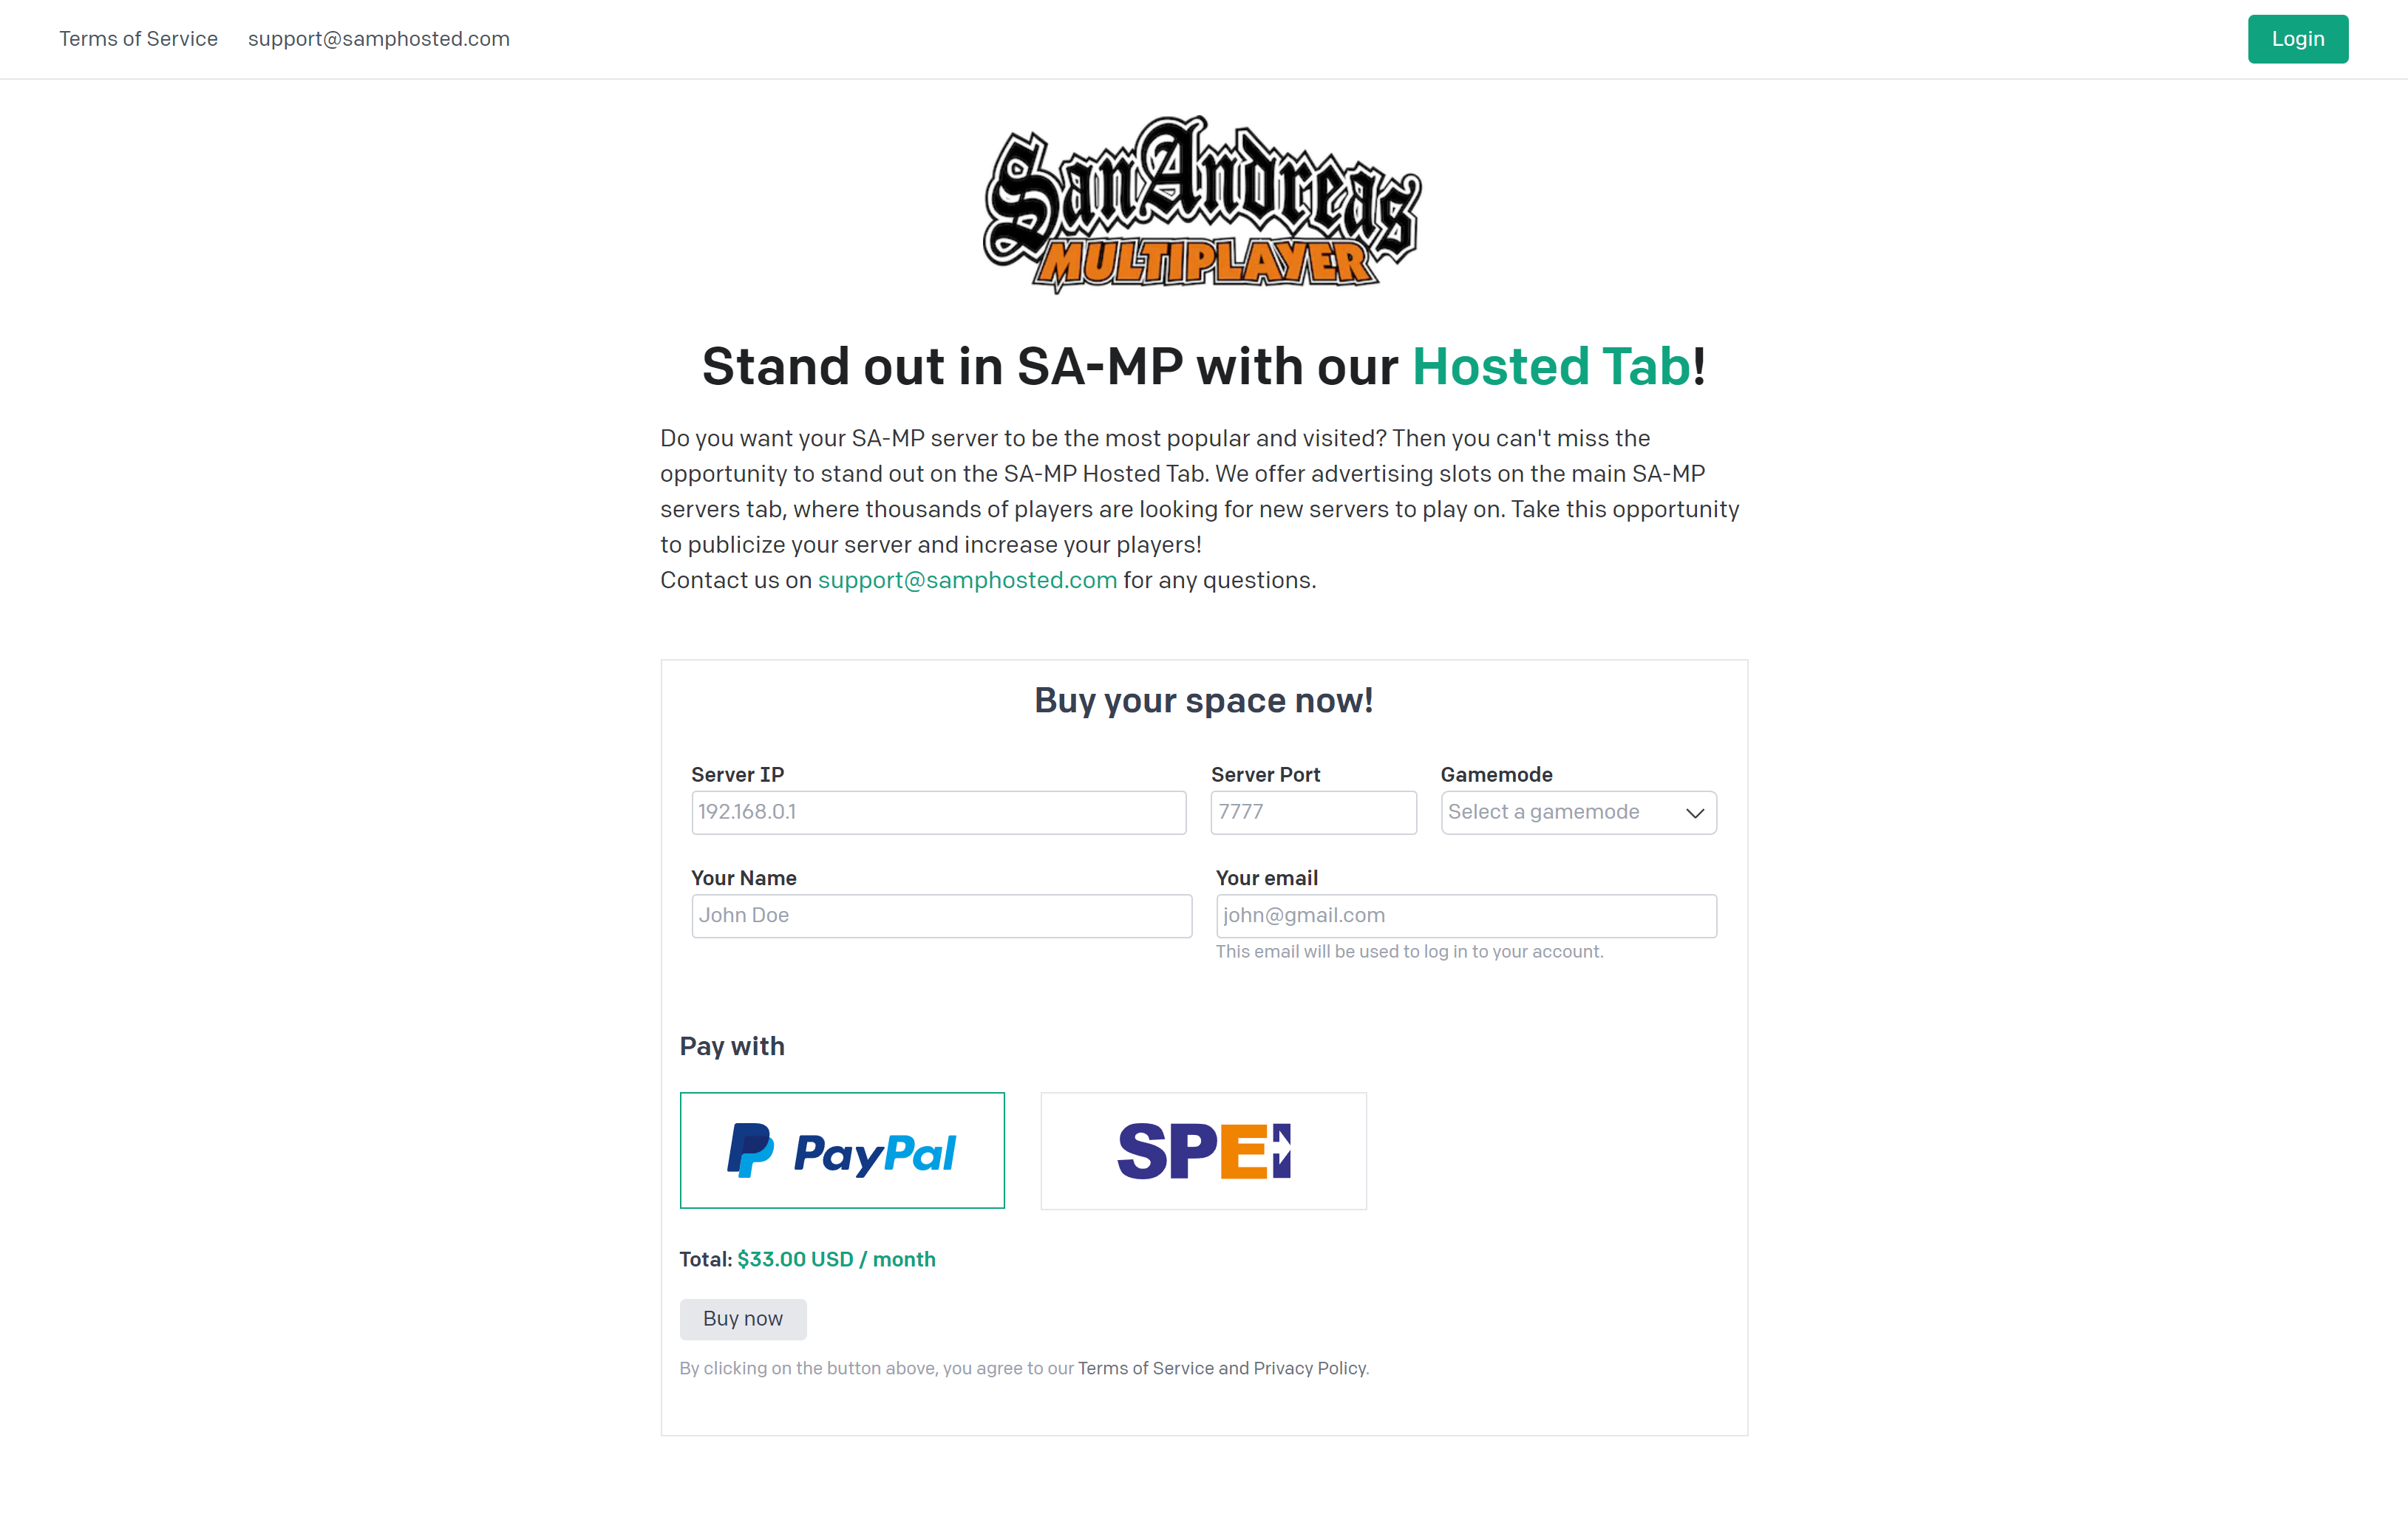 Terms of Service support@samphosted.com Login
San Andreas
MULTIPLAYER
Stand out in SA-MP with our Hosted Tab!
Do you want your SA-MP server to be the most popular and visited? Then you can't miss the
opportunity to stand out on the SA-MP Hosted Tab. We offer advertising slots on the main SA-MP
servers tab, where thousands of players are looking for new servers to play on. Take this opportunity
to publicize your server and increase your players!
Contact us on support@samphosted.com for any questions.
Buy your space now!
Server IP Server Port Gamemode
192.168.0.1 7777 Select a gamemode
Your Name Your email
John Doe john@gmail.com
This email will be used to log in to your account.
Pay with
PayPal SPEI
Total: $33.00 USD / month
Buy now
By clicking on the button above, you agree to our Terms of Service and Privacy Policy.